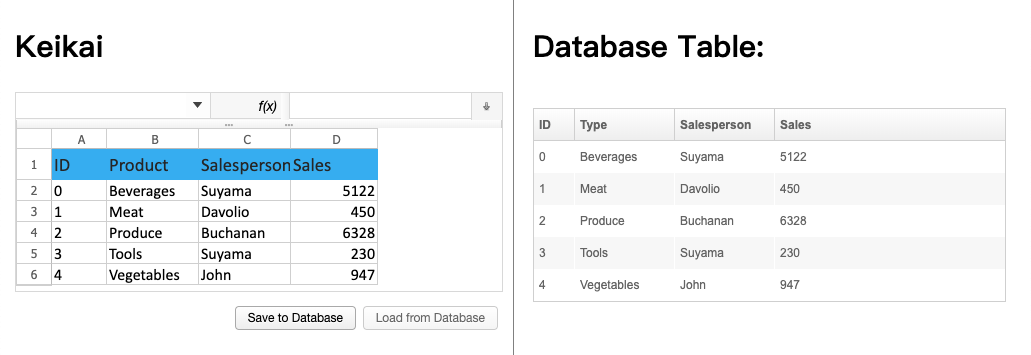 Keikai
f(x)
A B C D
1 ID Product Salesperson Sales
2 0 Beverages Suyama 5122
3 1 Meat Davolio 450
4 2 Produce Buchanan 6328
5 3 Tools Suyama 230
6 4 Vegetables John 947
Save to Database Load from Database
Database Table:
ID Type Salesperson Sales
0 Beverages Suyama 5122
1 Meat Davolio 450
2 Produce Buchanan 6328
3 Tools Suyama 230
4 Vegetables John 947